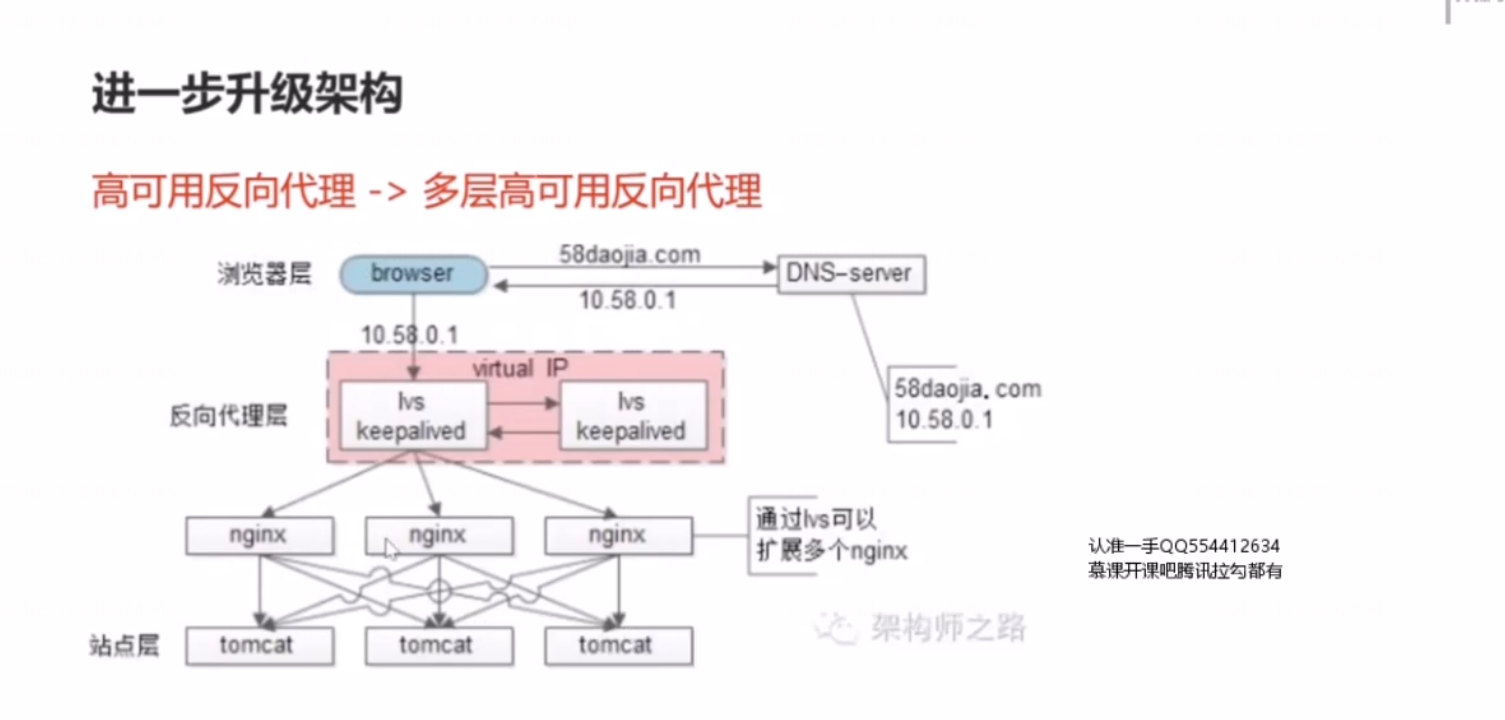 进一步升级架构
高可用反向代理 -> 多层高可用反向代理
浏览器层
browser
58daojia.com
10.58.0.1
DNS-server
10.58.0.1
virtual IP
58daojia.com
10.58.0.1
反向代理层
lvs
keepalived
lvs
keepalived
nginx
nginx
nginx
通过lvs可以
扩展多个nginx
认准一手QQ554412634
慕课开课吧腾讯拉勾都有
架构师之路
站点层
tomcat
tomcat
tomcat